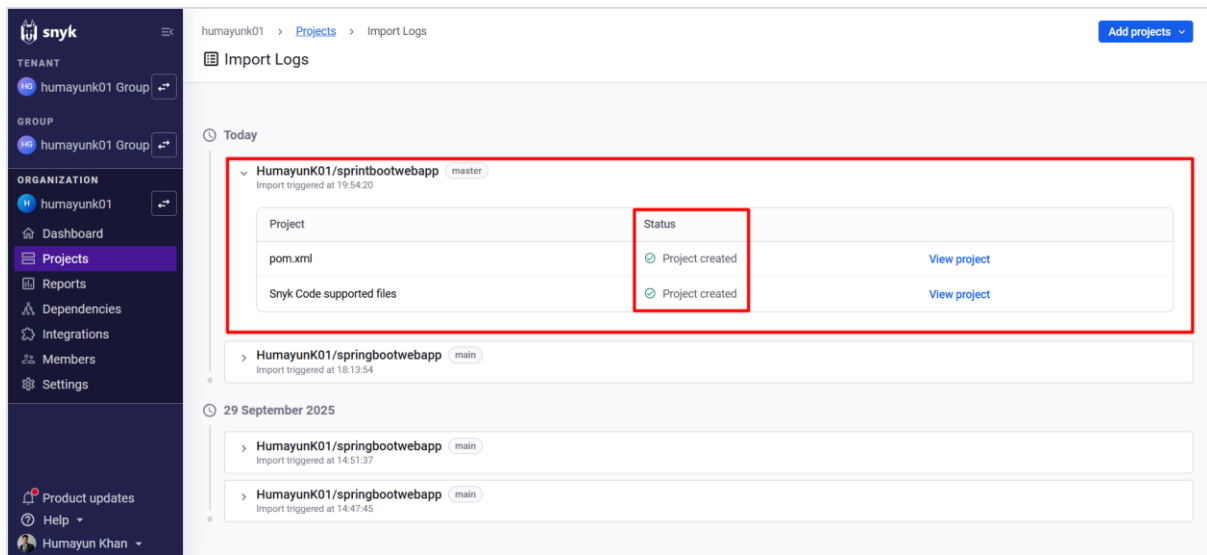 snyk
TENANT
HG humayunk01 Group
GROUP
HG humayunk01 Group
ORGANIZATION
H humayunk01
Dashboard
Projects
Reports
Dependencies
Integrations
Members
Settings
Product updates
Help
Humayun Khan
humayunk01 > Projects > Import Logs
Add projects
Import Logs
Today
HumayunK01/sprintbootwebapp master
Import triggered at 19:54:20
Project Status
pom.xml Project created View project
Snyk Code supported files Project created View project
HumayunK01/springbootwebapp main
Import triggered at 18:13:54
29 September 2025
HumayunK01/springbootwebapp main
Import triggered at 14:51:37
HumayunK01/springbootwebapp main
Import triggered at 14:47:45